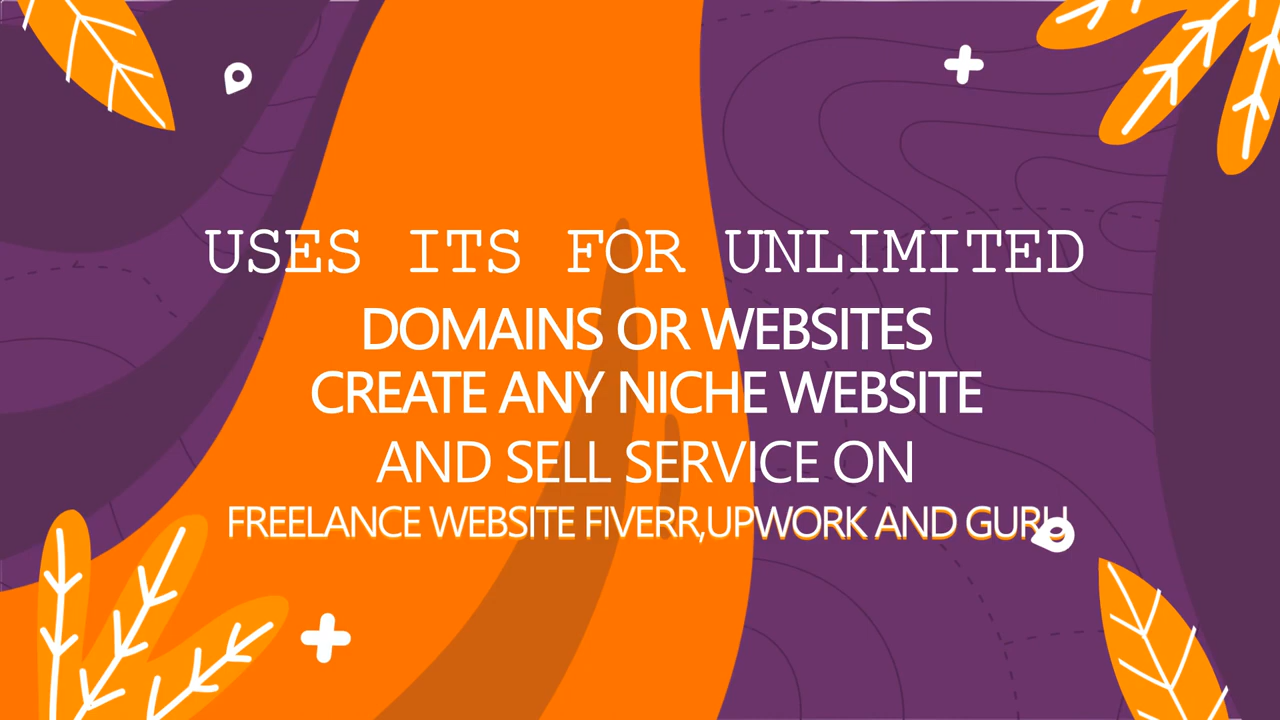 USES ITS FOR UNLIMITED
DOMAINS OR WEBSITES
CREATE ANY NICHE WEBSITE
AND SELL SERVICE ON
FREELANCE WEBSITE FIVERR,UPWORK AND GURU